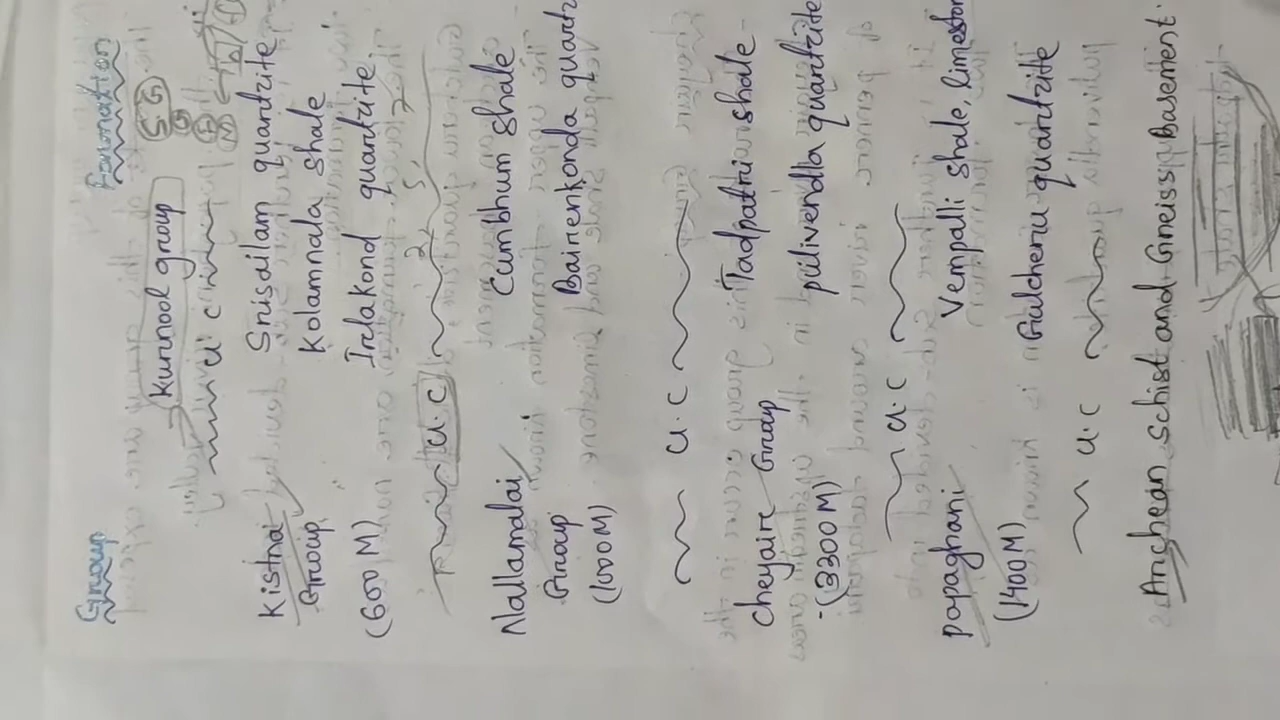 Group Formation
Kurnool group
u.c
Kistna Srisailam quartzite
Group Kolamnala shale
(600 M) Irlakond quartzite
u.c
Nallamalai Cumbhum shale
Group Bairenkonda quartz
(1000 M)
u.c
Cheyair Group Tadpatri shale
(3300 M) pulivendla quartzite
u.c
papaghani Vempalli shale, limeston
(1400 M) Gulcheru quartzite
u.c
Archean schist and Gneiss Basement